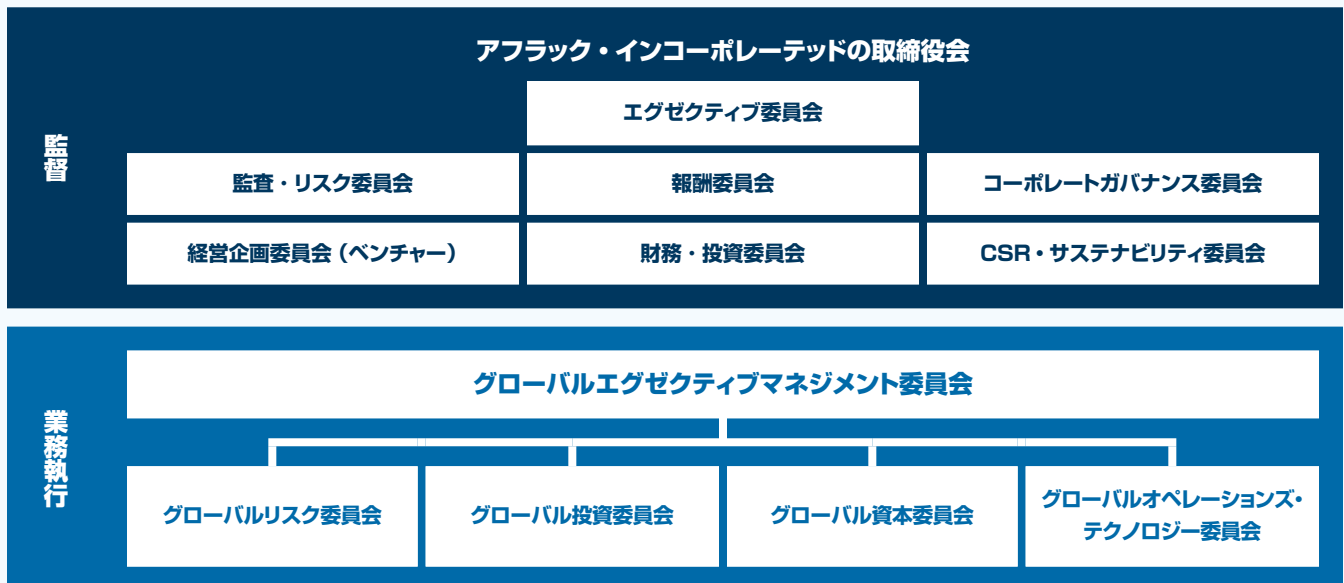 アフラック・インコーポレーテッドの取締役会
監督
エグゼクティブ委員会
監査・リスク委員会
報酬委員会
コーポレートガバナンス委員会
経営企画委員会（ベンチャー）
財務・投資委員会
CSR・サステナビリティ委員会
業務執行
グローバルエグゼクティブマネジメント委員会
グローバルリスク委員会
グローバル投資委員会
グローバル資本委員会
グローバルオペレーションズ・
テクノロジー委員会